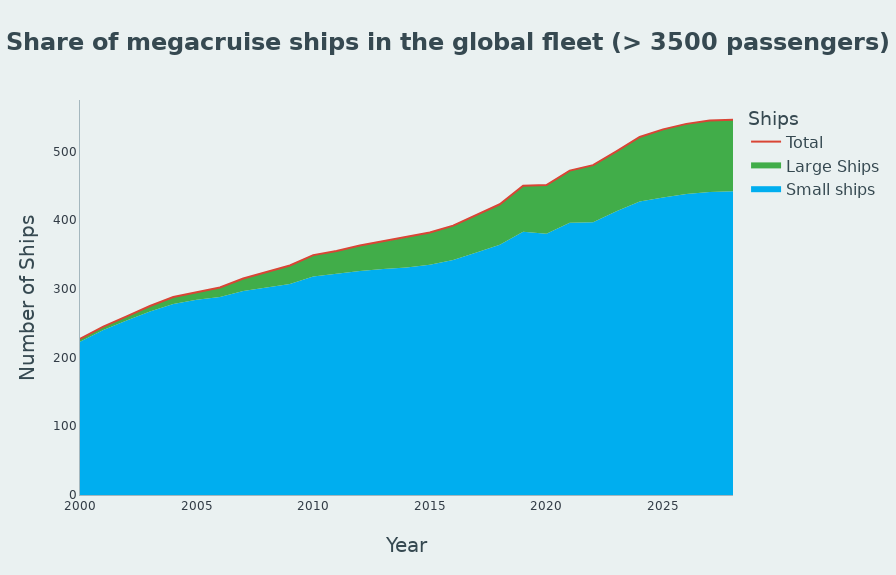 Share of megacruise ships in the global fleet (> 3500 passengers)
Ships
Total
Large Ships
Small ships
Number of Ships
500
400
300
200
100
0
2000
2005
2010
2015
2020
2025
Year